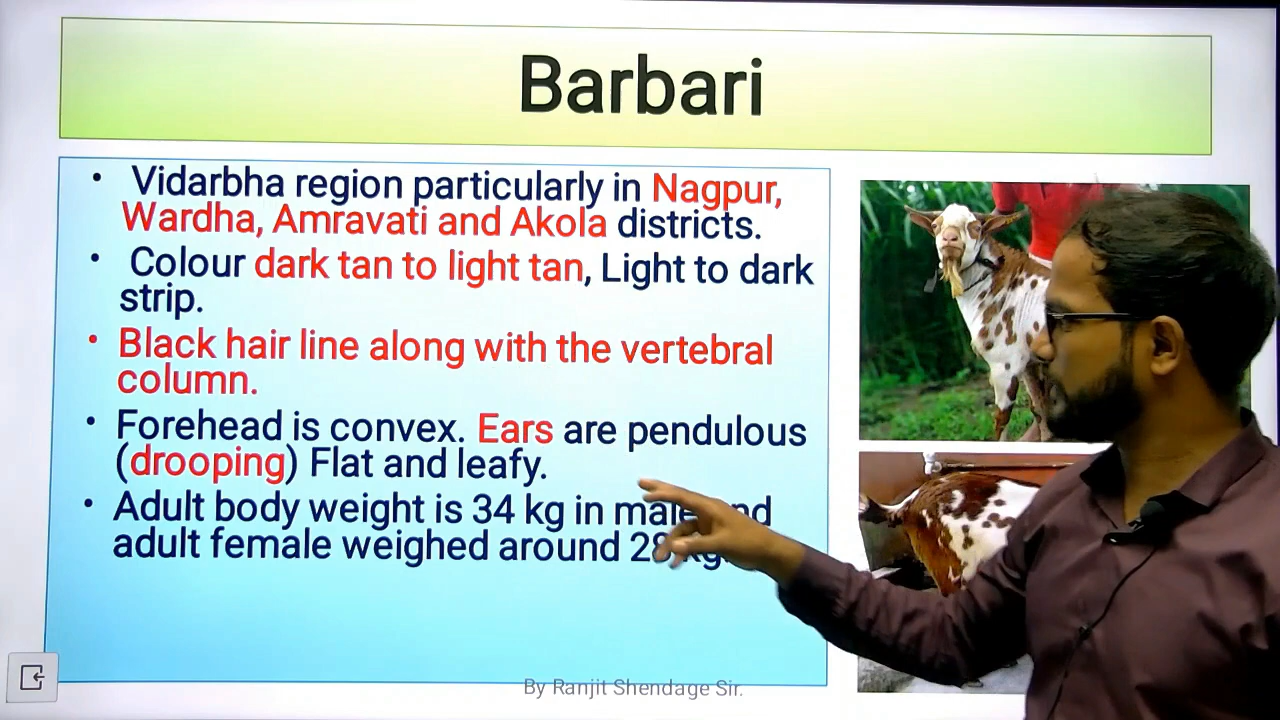 Barbari
• Vidarbha region particularly in Nagpur,
Wardha, Amravati and Akola districts.
• Colour dark tan to light tan, Light to dark
strip.
• Black hair line along with the vertebral
column.
• Forehead is convex. Ears are pendulous
(drooping) Flat and leafy.
• Adult body weight is 34 kg in male and
adult female weighed around kg.
By Ranjit Shendage Sir.